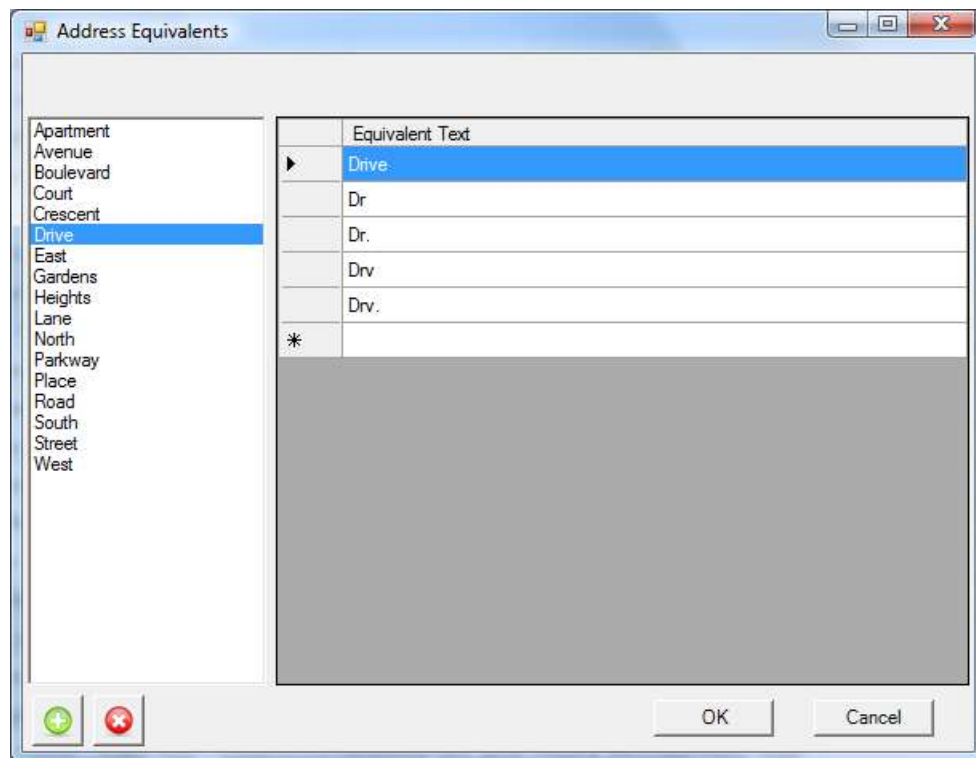 Address Equivalents
Apartment
Avenue
Boulevard
Court
Crescent
Drive
East
Gardens
Heights
Lane
North
Parkway
Place
Road
South
Street
West
Equivalent Text
Drive
Dr
Dr.
Drv
Drv.
OK Cancel